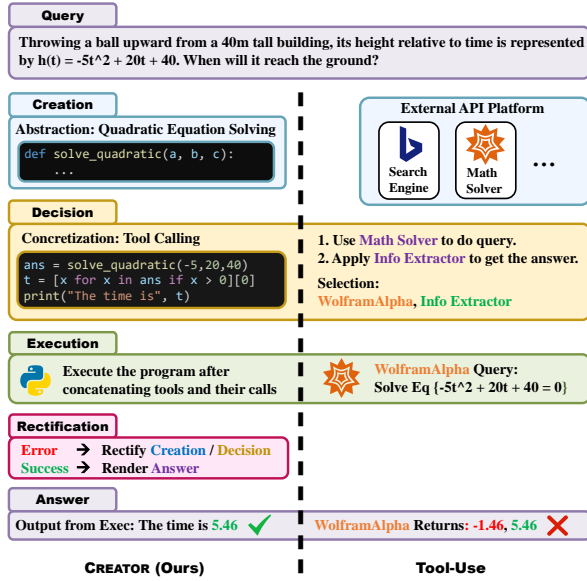 Query
Throwing a ball upward from a 40m tall building, its height relative to time is represented
by h(t) = -5t^2 + 20t + 40. When will it reach the ground?
Creation
Abstraction: Quadratic Equation Solving
def solve_quadratic(a, b, c):
...
External API Platform
Search
Engine
Math
Solver
...
Decision
Concretization: Tool Calling
ans = solve_quadratic(-5,20,40)
t = [x for x in ans if x > 0][0]
print("The time is", t)
1. Use Math Solver to do query.
2. Apply Info Extractor to get the answer.
Selection:
WolframAlpha, Info Extractor
Execution
Execute the program after
concatenating tools and their calls
WolframAlpha Query:
Solve Eq {-5t^2 + 20t + 40 = 0}
Rectification
Error → Rectify Creation / Decision
Success → Render Answer
Answer
Output from Exec: The time is 5.46
WolframAlpha Returns: -1.46, 5.46
CREATOR (Ours)
Tool-Use